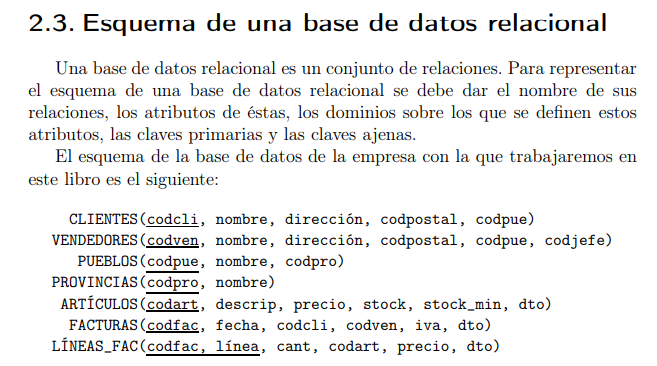 2.3. Esquema de una base de datos relacional
Una base de datos relacional es un conjunto de relaciones. Para representar
el esquema de una base de datos relacional se debe dar el nombre de sus
relaciones, los atributos de éstas, los dominios sobre los que se definen estos
atributos, las claves primarias y las claves ajenas.
El esquema de la base de datos de la empresa con la que trabajaremos en
este libro es el siguiente:
CLIENTES(codcli, nombre, dirección, codpostal, codpue)
VENDEDORES(codven, nombre, dirección, codpostal, codpue, codjefe)
PUEBLOS(codpue, nombre, codpro)
PROVINCIAS(codpro, nombre)
ARTÍCULOS(codart, descrip, precio, stock, stock_min, dto)
FACTURAS(codfac, fecha, codcli, codven, iva, dto)
LÍNEAS_FAC(codfac, línea, cant, codart, precio, dto)